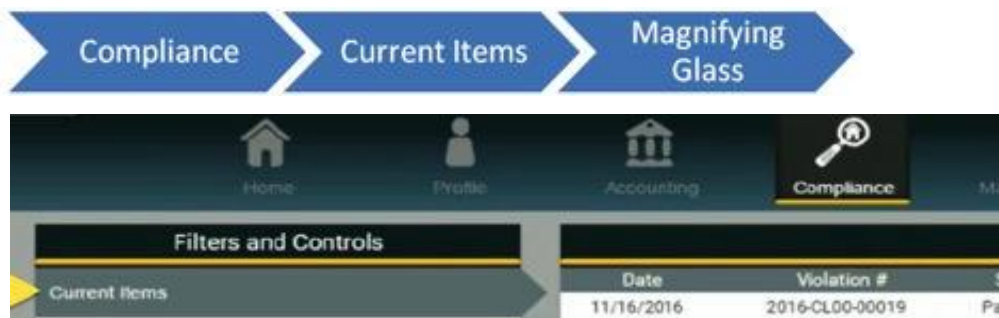 Compliance
Current Items
Magnifying
Glass
Home
Profile
Accounting
Compliance
Filters and Controls
Current Items
Date Violation #
11/16/2016 2016-CL00-00019